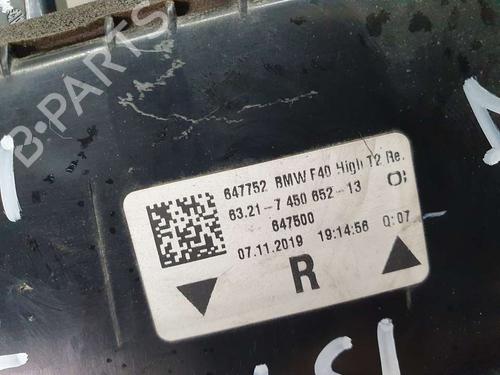 B-PARTS
647752 BMW F40 High T2 Re.
63.21-7 450 652-13
647500
07.11.2019 19:14:56 Q:07
R